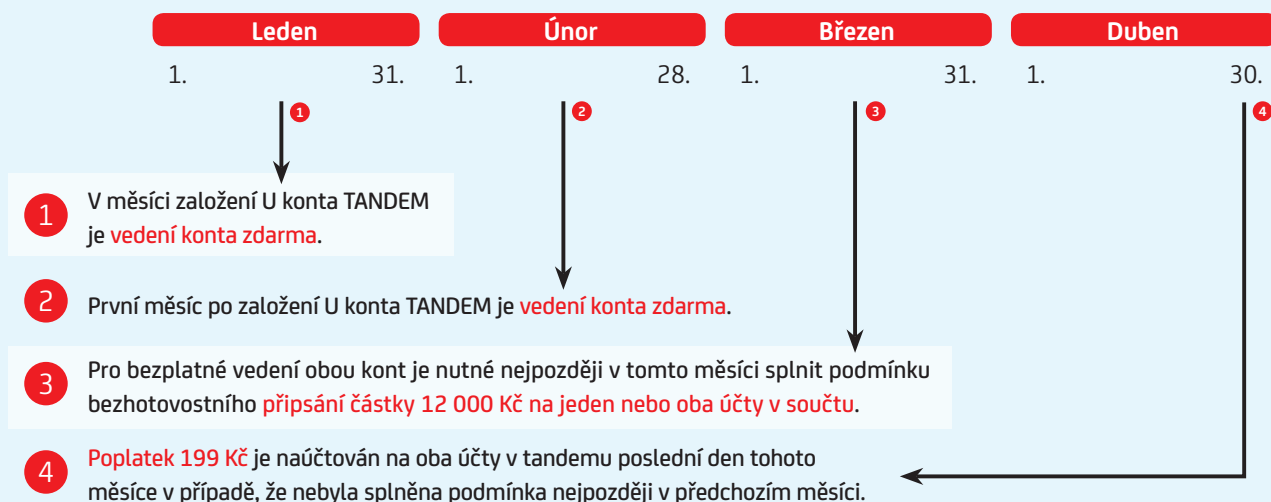 Leden Únor Březen Duben
1. 31. 1. 28. 1. 31. 1. 30.
1 2 3 4
1 V měsíci založení U konta TANDEM
je vedení konta zdarma.
2 První měsíc po založení U konta TANDEM je vedení konta zdarma.
3 Pro bezplatné vedení obou kont je nutné nejpozději v tomto měsíci splnit podmínku
bezhotovostního připsání částky 12 000 Kč na jeden nebo oba účty v součtu.
4 Poplatek 199 Kč je naúčtován na oba účty v tandemu poslední den tohoto
měsíce v případě, že nebyla splněna podmínka nejpozději v předchozím měsíci.